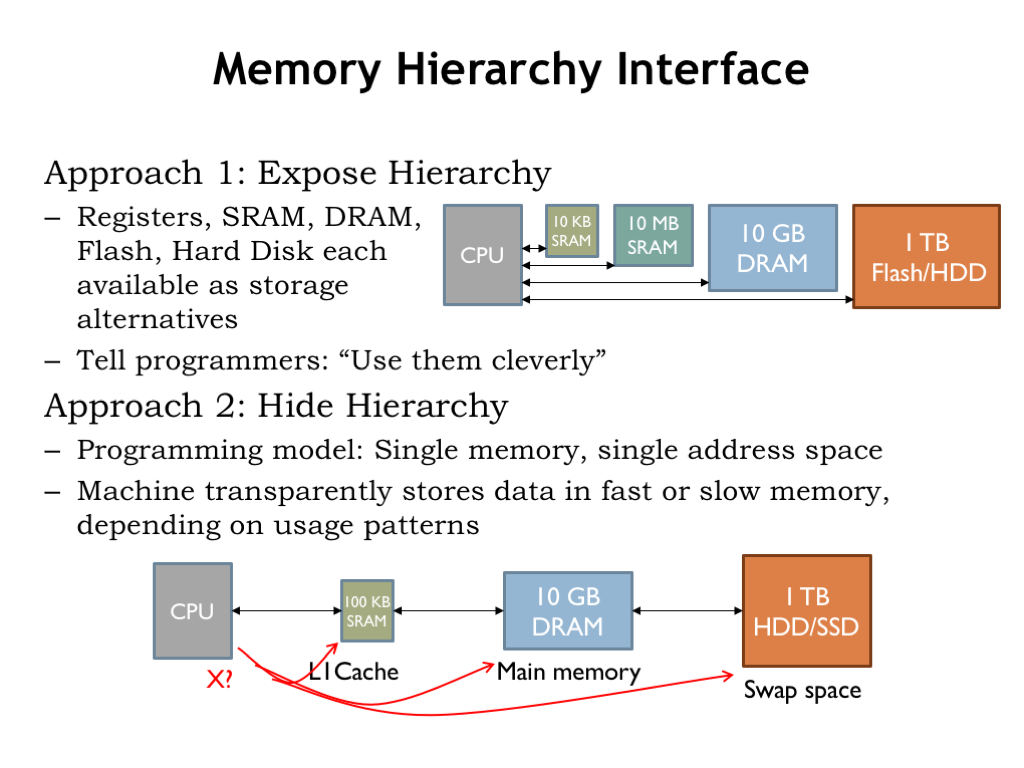 Memory Hierarchy Interface
Approach 1: Expose Hierarchy
– Registers, SRAM, DRAM,
Flash, Hard Disk each
available as storage
alternatives
CPU
10 KB
SRAM
10 MB
SRAM
10 GB
DRAM
1 TB
Flash/HDD
– Tell programmers: “Use them cleverly”
Approach 2: Hide Hierarchy
– Programming model: Single memory, single address space
– Machine transparently stores data in fast or slow memory,
depending on usage patterns
CPU
100 KB
SRAM
10 GB
DRAM
1 TB
HDD/SSD
X?
L1Cache
Main memory
Swap space